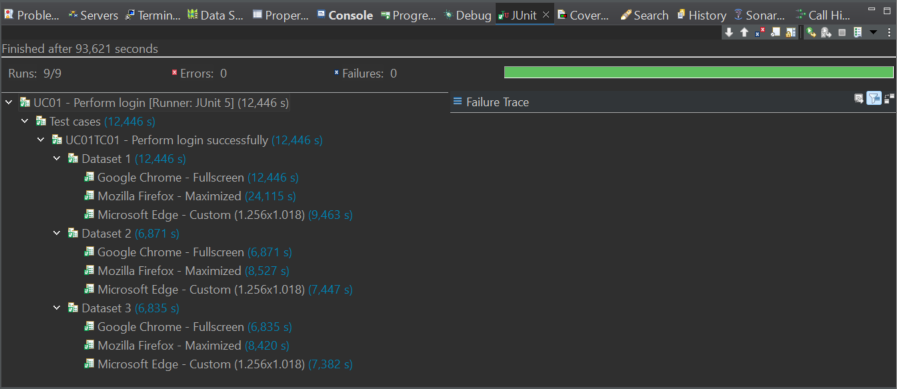 Proble... Servers Termin... Data S... Proper... Console Progre... Debug JUnit Cover... Search History Sonar... Call Hi...
Finished after 93,621 seconds
Runs: 9/9 Errors: 0 Failures: 0
UC01 - Perform login [Runner: JUnit 5] (12,446 s)
Failure Trace
Test cases (12,446 s)
UC01TC01 - Perform login successfully (12,446 s)
Dataset 1 (12,446 s)
Google Chrome - Fullscreen (12,446 s)
Mozilla Firefox - Maximized (24,115 s)
Microsoft Edge - Custom (1.256x1.018) (9,463 s)
Dataset 2 (6,871 s)
Google Chrome - Fullscreen (6,871 s)
Mozilla Firefox - Maximized (8,527 s)
Microsoft Edge - Custom (1.256x1.018) (7,447 s)
Dataset 3 (6,835 s)
Google Chrome - Fullscreen (6,835 s)
Mozilla Firefox - Maximized (8,420 s)
Microsoft Edge - Custom (1.256x1.018) (7,382 s)